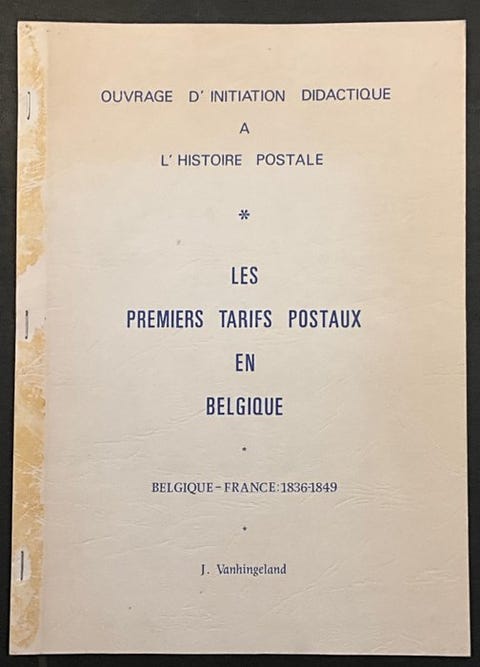 OUVRAGE D'INITIATION DIDACTIQUE
A
L'HISTOIRE POSTALE
*
LES
PREMIERS TARIFS POSTAUX
EN
BELGIQUE
*
BELGIQUE-FRANCE:1836-1849
*
J. Vanhingeland